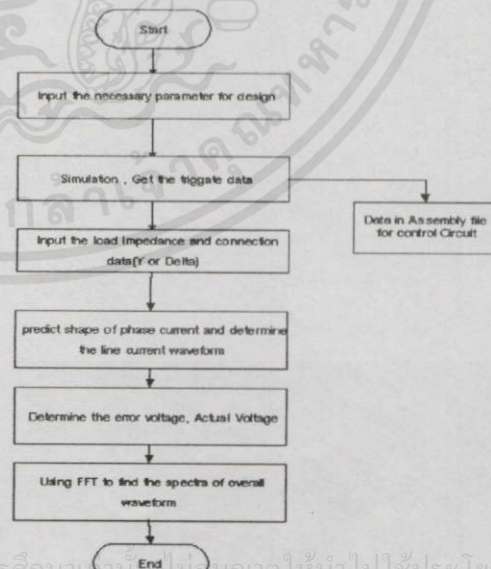 Start
Input the necessary parameter for design
Simulation , Get the triggate data
Data in Assembly file
for control Circuit
Input the load Impedance and connection
data(Y or Delta)
predict shape of phase current and determine
the line current waveform
Determine the error voltage, Actual Voltage
Using FFT to find the spectra of overall
waveform
End